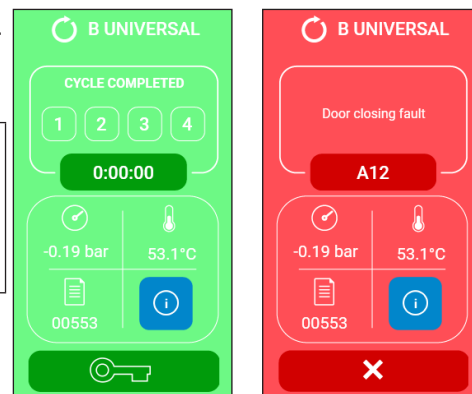 B UNIVERSAL
CYCLE COMPLETED
1 2 3 4
0:00:00
-0.19 bar 53.1°C
00553 i
B UNIVERSAL
Door closing fault
A12
-0.19 bar 53.1°C
00553 i